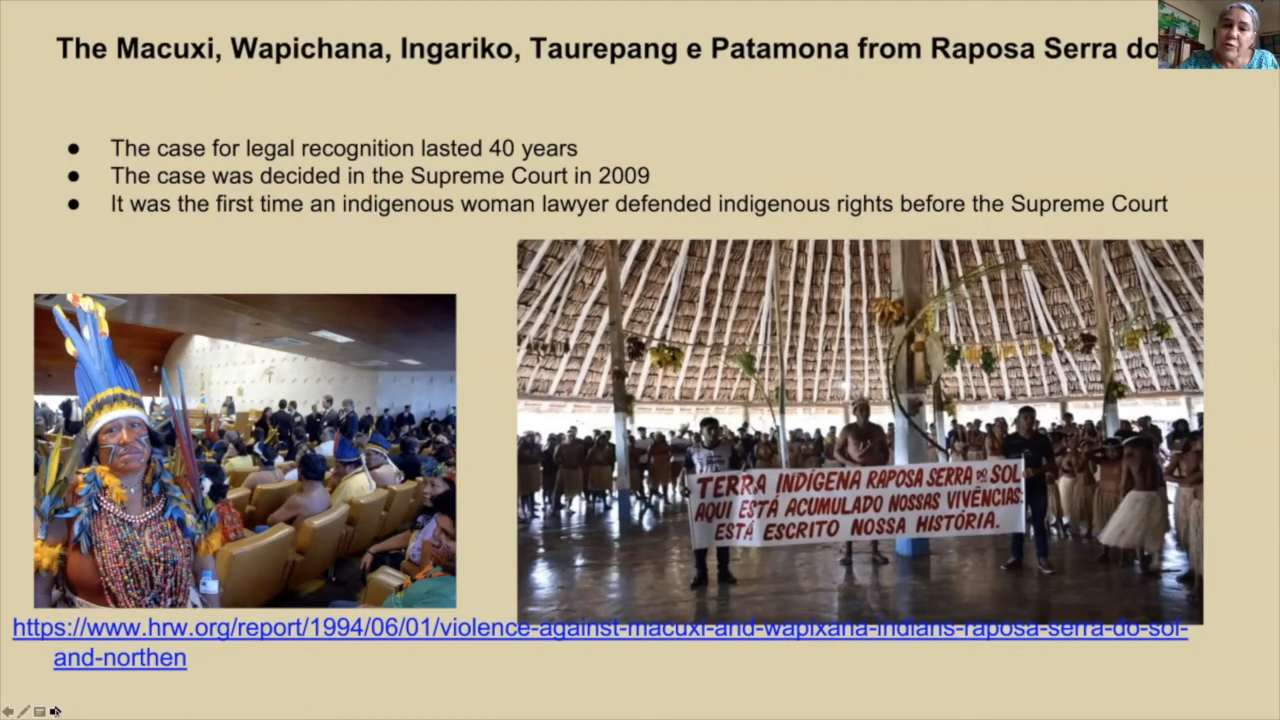 The Macuxi, Wapichana, Ingariko, Taurepang e Patamona from Raposa Serra do
● The case for legal recognition lasted 40 years
● The case was decided in the Supreme Court in 2009
● It was the first time an indigenous woman lawyer defended indigenous rights before the Supreme Court
TERRA INDÍGENA RAPOSA SERRA DO SOL
AQUI ESTÁ ACUMULADO NOSSAS VIVÊNCIAS.
ESTÁ ESCRITO NOSSA HISTÓRIA.
https://www.hrw.org/report/1994/06/01/violence-against-macuxi-and-wapixana-indians-raposa-serra-do-sol-
and-northen